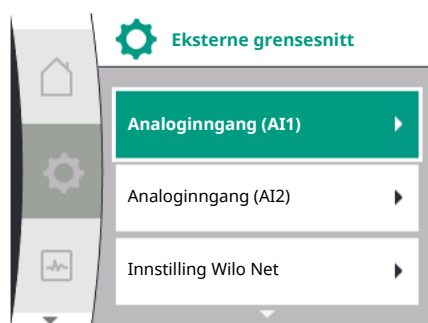 Eksterne grensesnitt
Analoginngang (AI1)
Analoginngang (AI2)
Innstilling Wilo Net